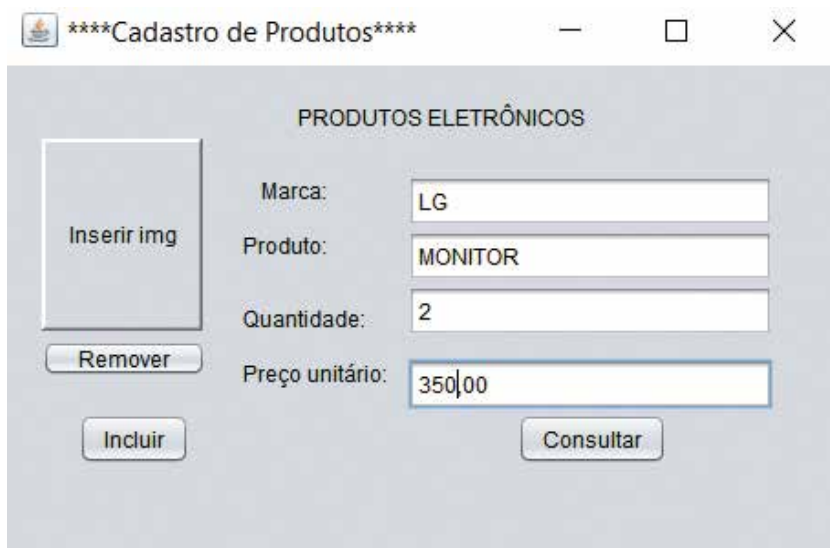 ****Cadastro de Produtos****
PRODUTOS ELETRÔNICOS
Inserir img
Marca: LG
Produto: MONITOR
Quantidade: 2
Remover
Preço unitário: 350,00
Incluir
Consultar